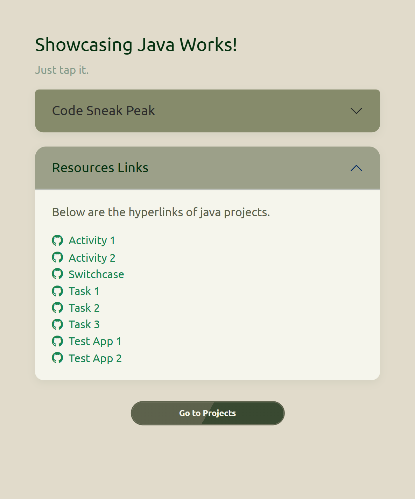 Showcasing Java Works!
Just tap it.
Code Sneak Peak
Resources Links
Below are the hyperlinks of java projects.
Activity 1
Activity 2
Switchcase
Task 1
Task 2
Task 3
Test App 1
Test App 2
Go to Projects